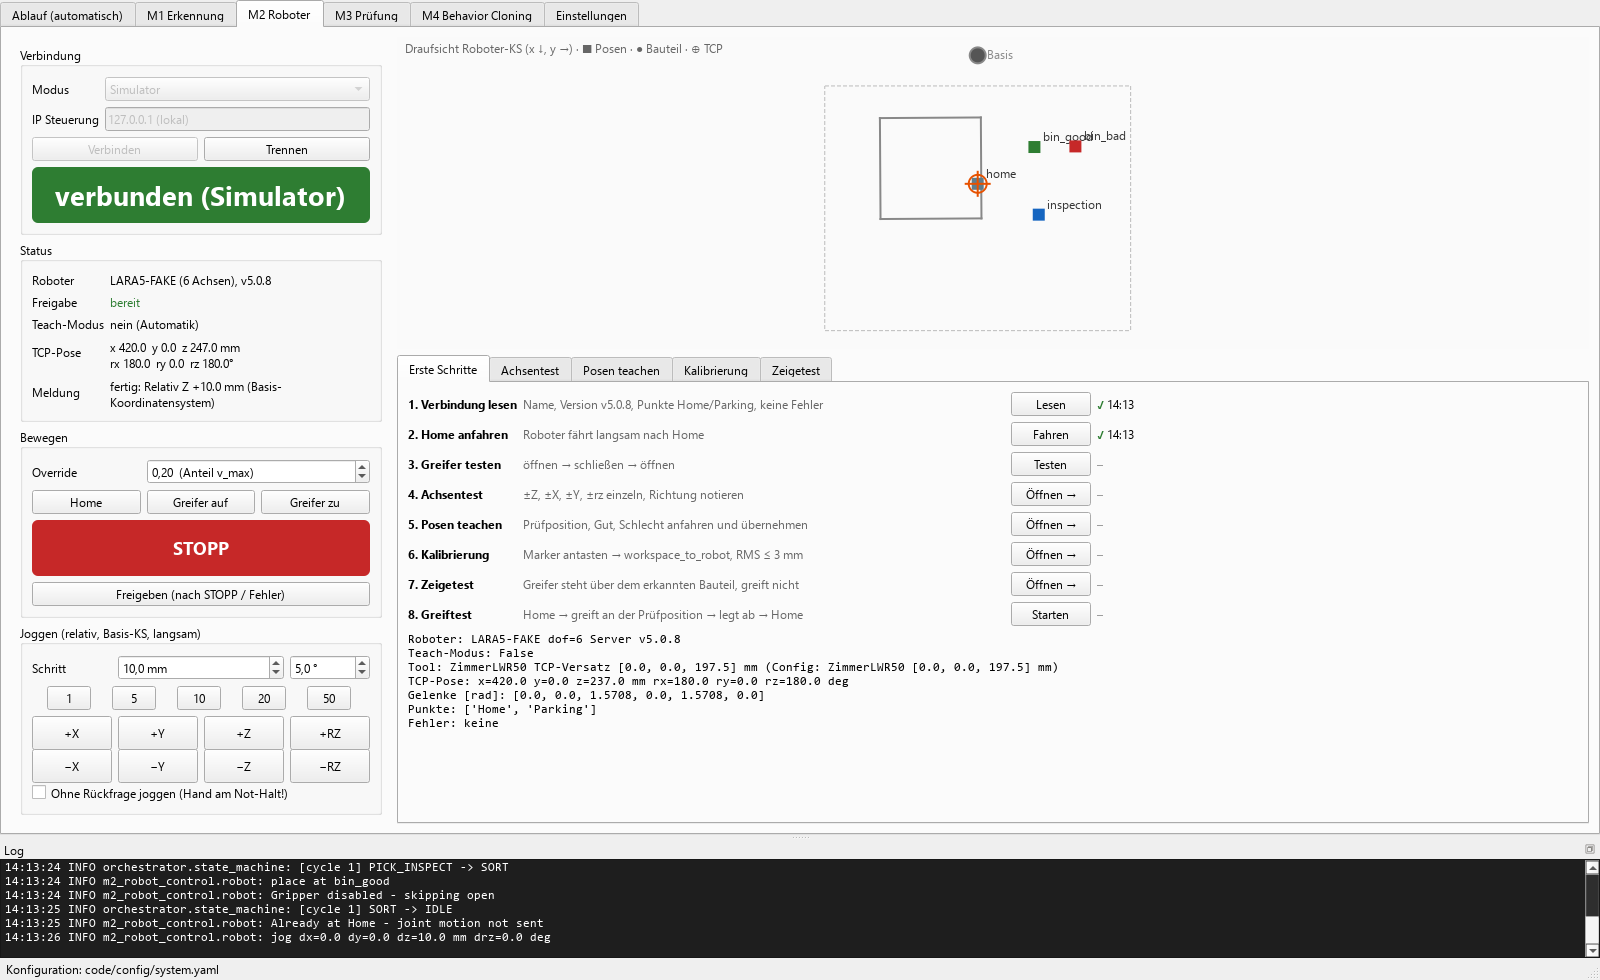 Ablauf (automatisch)
M1 Erkennung
M2 Roboter
M3 Prüfung
M4 Behavior Cloning
Einstellungen
Verbindung
Modus
Simulator
IP Steuerung
127.0.0.1 (lokal)
Verbinden
Trennen
verbunden (Simulator)
Status
Roboter LARA5-FAKE (6 Achsen), v5.0.8
Freigabe bereit
Teach-Modus nein (Automatik)
TCP-Pose x 420.0 y 0.0 z 247.0 mm
rx 180.0 ry 0.0 rz 180.0°
Meldung fertig: Relativ Z +10.0 mm (Basis-
Koordinatensystem)
Bewegen
Override 0,20 (Anteil v_max)
Home
Greifer auf
Greifer zu
STOPP
Freigeben (nach STOPP / Fehler)
Joggen (relativ, Basis-KS, langsam)
Schritt 10,0 mm 5,0 °
1 5 10 20 50
+X +Y +Z +RZ
−X −Y −Z −RZ
Ohne Rückfrage joggen (Hand am Not-Halt!)
Draufsicht Roboter-KS (x ↓, y →) · ■ Posen · ● Bauteil · ⊕ TCP
Basis
bin_good
bin_bad
home
inspection
Erste Schritte
Achsentest
Posen teachen
Kalibrierung
Zeigetest
1. Verbindung lesen Name, Version v5.0.8, Punkte Home/Parking, keine Fehler Lesen ✓ 14:13
2. Home anfahren Roboter fährt langsam nach Home Fahren ✓ 14:13
3. Greifer testen öffnen → schließen → öffnen Testen –
4. Achsentest ±Z, ±X, ±Y, ±rz einzeln, Richtung notieren Öffnen → –
5. Posen teachen Prüfposition, Gut, Schlecht anfahren und übernehmen Öffnen → –
6. Kalibrierung Marker antasten → workspace_to_robot, RMS ≤ 3 mm Öffnen → –
7. Zeigetest Greifer steht über dem erkannten Bauteil, greift nicht Öffnen → –
8. Greiftest Home → greift an der Prüfposition → legt ab → Home Starten –
Roboter: LARA5-FAKE dof=6 Server v5.0.8
Teach-Modus: False
Tool: ZimmerLWR50 TCP-Versatz [0.0, 0.0, 197.5] mm (Config: ZimmerLWR50 [0.0, 0.0, 197.5] mm)
TCP-Pose: x=420.0 y=0.0 z=237.0 mm rx=180.0 ry=0.0 rz=180.0 deg
Gelenke [rad]: [0.0, 0.0, 1.5708, 0.0, 1.5708, 0.0]
Punkte: ['Home', 'Parking']
Fehler: keine
Log
14:13:24 INFO orchestrator.state_machine: [cycle 1] PICK_INSPECT -> SORT
14:13:24 INFO m2_robot_control.robot: place at bin_good
14:13:24 INFO m2_robot_control.robot: Gripper disabled - skipping open
14:13:25 INFO orchestrator.state_machine: [cycle 1] SORT -> IDLE
14:13:25 INFO m2_robot_control.robot: Already at Home - joint motion not sent
14:13:26 INFO m2_robot_control.robot: jog dx=0.0 dy=0.0 dz=10.0 mm drz=0.0 deg
Konfiguration: code/config/system.yaml